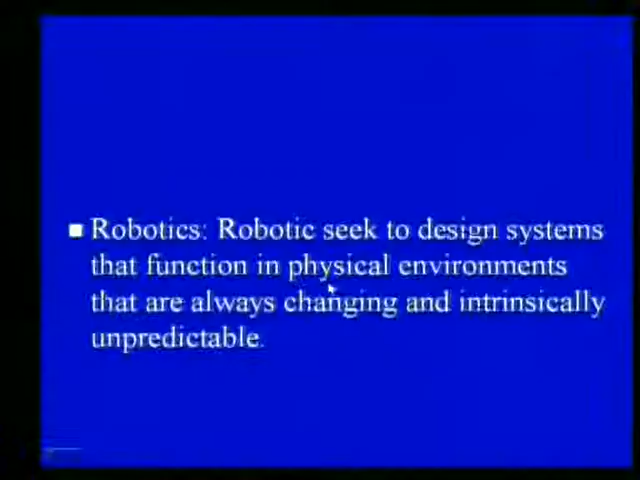 Robotics: Robotic seek to design systems
that function in physical environments
that are always changing and intrinsically
unpredictable.